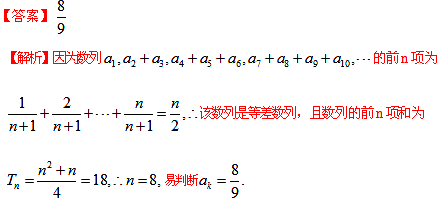 【答案】8/9
【解析】因为数列a₁,a₂+a₃,a₄+a₅+a₆,a₇+a₈+a₉+a₁₀,⋯的前n项为
1/(n+1)+2/(n+1)+⋯+n/(n+1)=n/2,∴该数列是等差数列，且数列的前n项和为
Tₙ=(n²+n)/4=18,∴n=8,易判断aₖ=8/9.